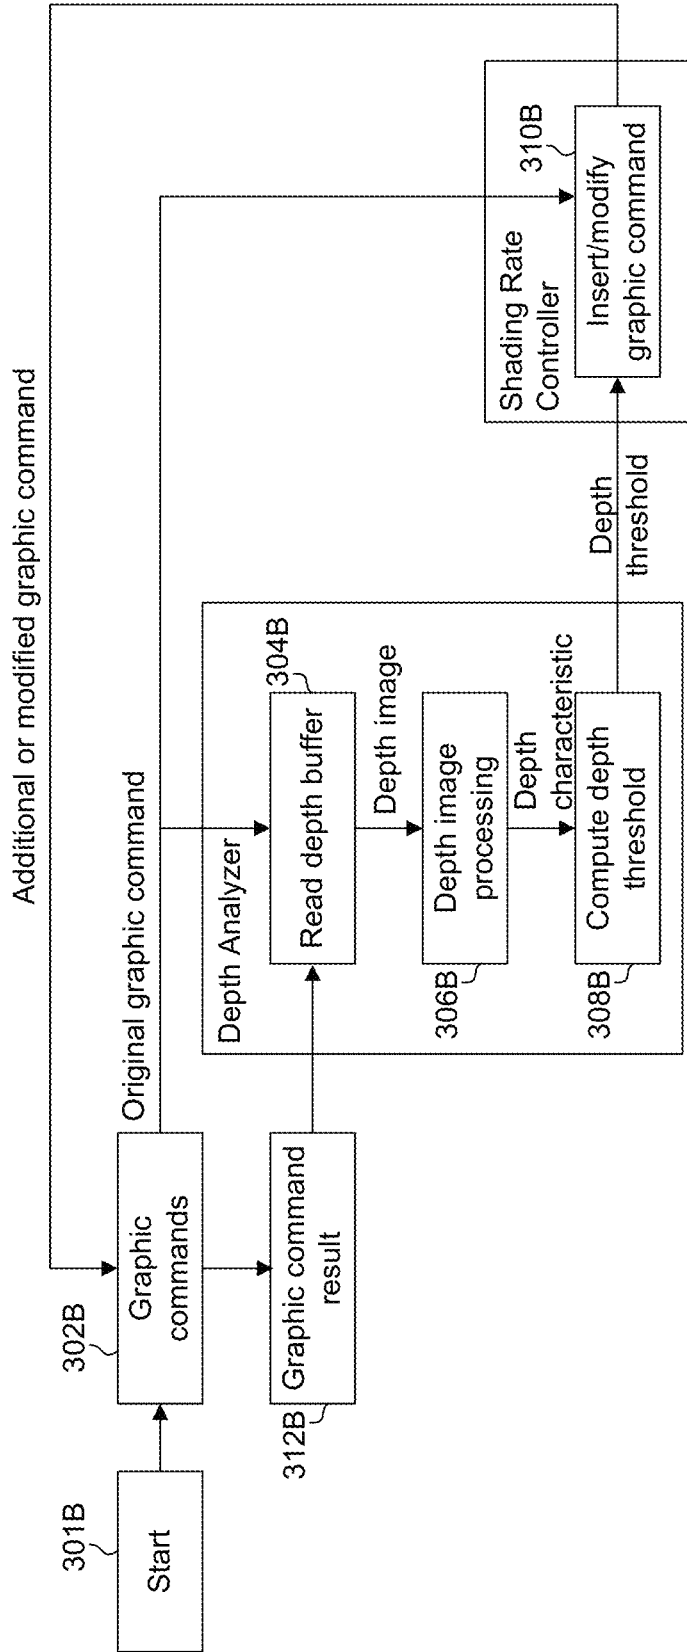 Additional or modified graphic command
301B
Start
302B
Graphic
commands
Original graphic command
312B
Graphic command
result
Depth Analyzer
304B
Read depth buffer
Depth image
306B
Depth image
processing
Depth
characteristic
308B
Compute depth
threshold
Depth
threshold
Shading Rate
Controller
310B
Insert/modify
graphic command